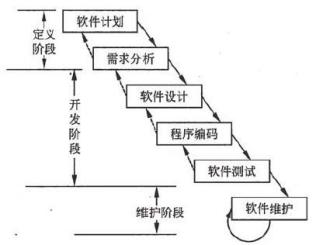 软件计划
定义
阶段
需求分析
软件设计
开发阶段
程序编码
软件测试
维护阶段
软件维护